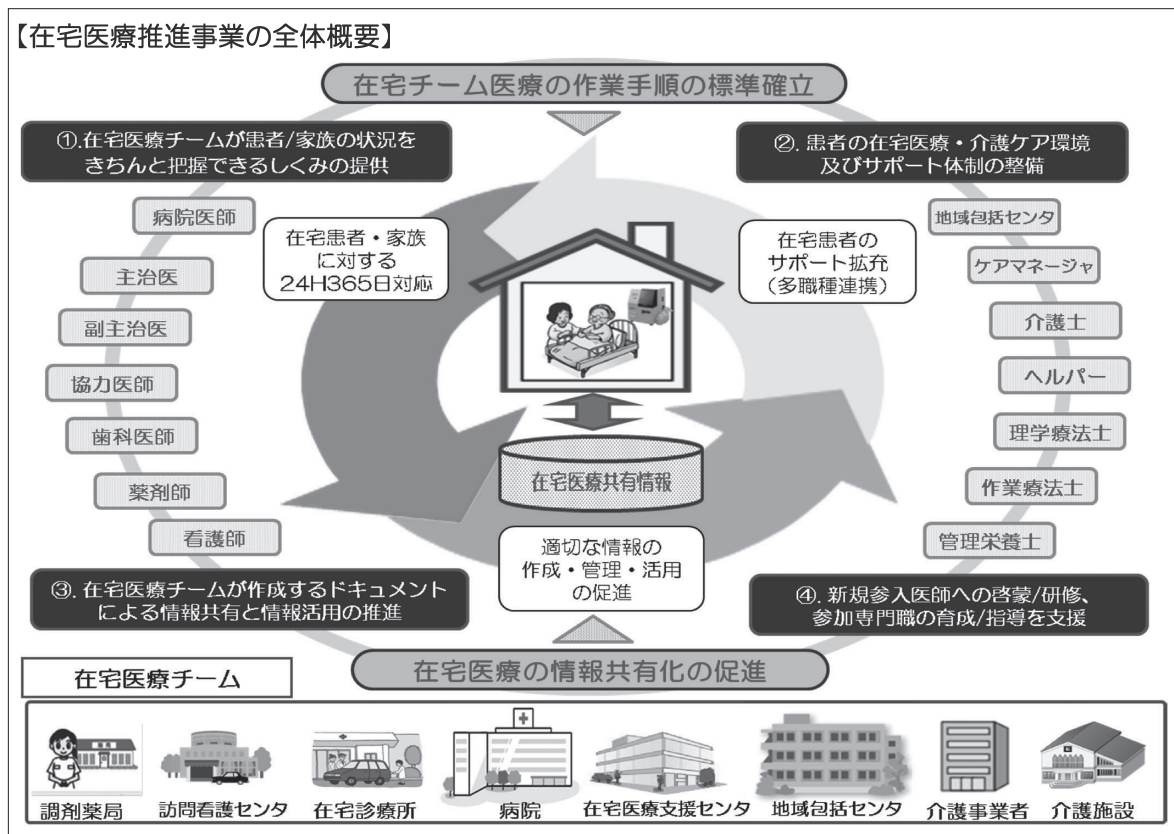 【在宅医療推進事業の全体概要】
在宅チーム医療の作業手順の標準確立
①.在宅医療チームが患者/家族の状況を
きちんと把握できるしくみの提供
②. 患者の在宅医療・介護ケア環境
及びサポート体制の整備
病院医師
主治医
副主治医
協力医師
歯科医師
薬剤師
看護師
在宅患者・家族
に対する
24H365日対応
在宅患者の
サポート拡充
(多職種連携)
地域包括センタ
ケアマネージャ
介護士
ヘルパー
理学療法士
作業療法士
管理栄養士
在宅医療共有情報
適切な情報の
作成・管理・活用
の促進
③. 在宅医療チームが作成するドキュメント
による情報共有と情報活用の推進
④. 新規参入医師への啓蒙/研修、
参加専門職の育成/指導を支援
在宅医療の情報共有化の促進
在宅医療チーム
調剤薬局
訪問看護センタ
在宅診療所
病院
在宅医療支援センタ
地域包括センタ
介護事業者
介護施設